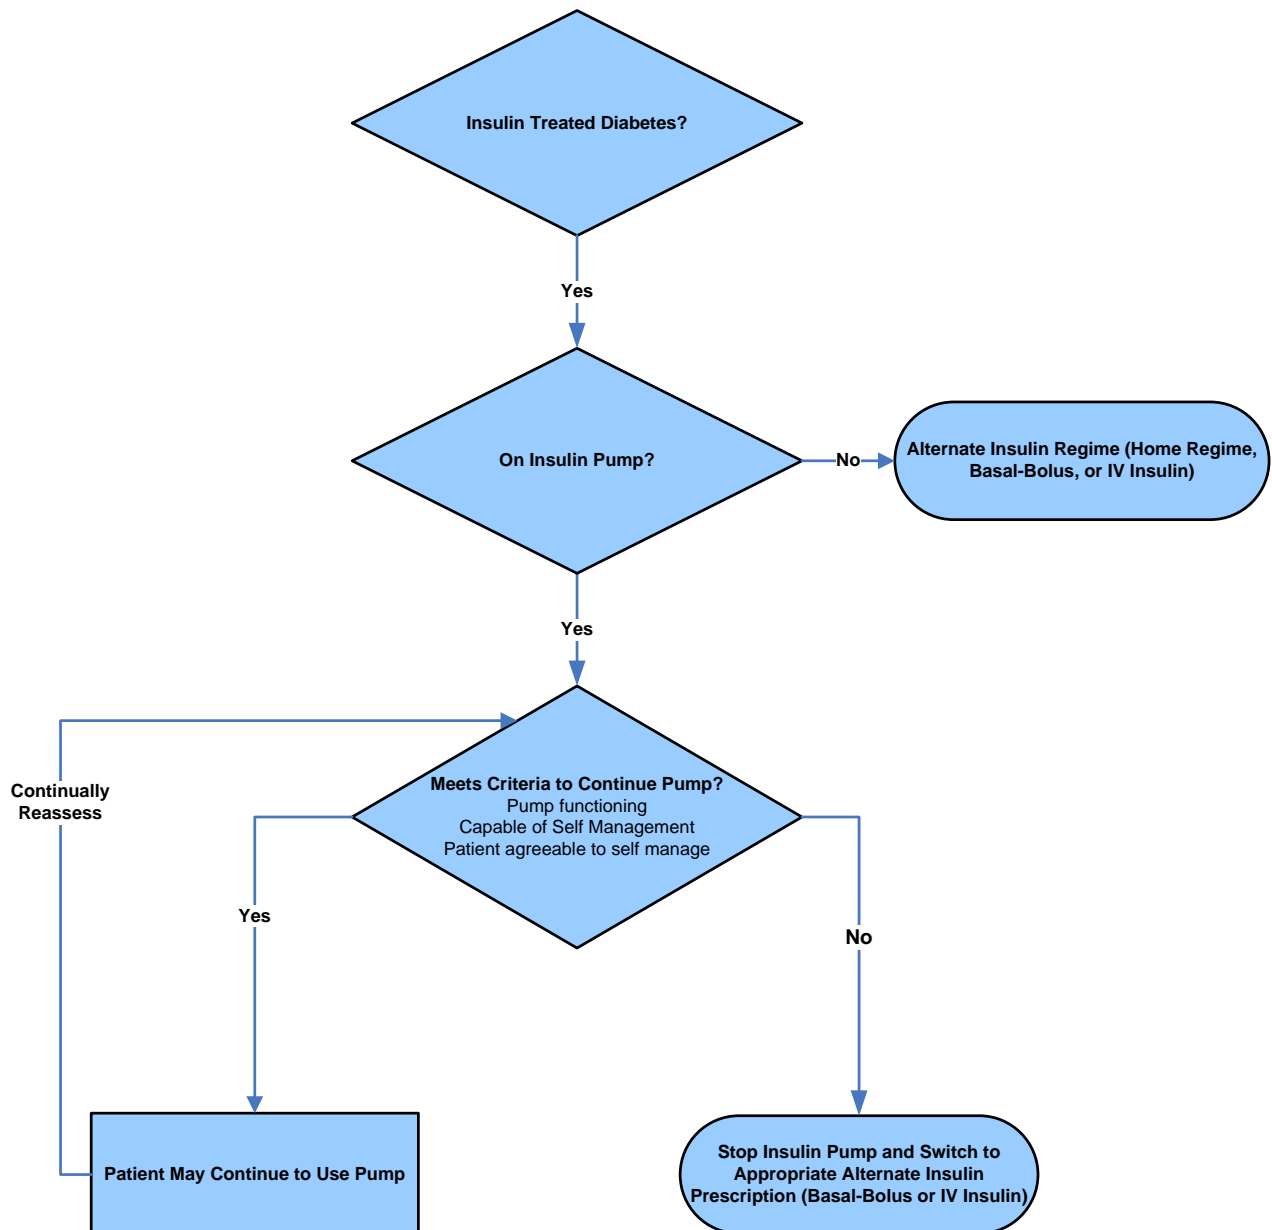 Insulin Treated Diabetes?
Yes
On Insulin Pump?
No
Alternate Insulin Regime (Home Regime,
Basal-Bolus, or IV Insulin)
Yes
Meets Criteria to Continue Pump?
Pump functioning
Capable of Self Management
Patient agreeable to self manage
Continually
Reassess
Yes
No
Patient May Continue to Use Pump
Stop Insulin Pump and Switch to
Appropriate Alternate Insulin
Prescription (Basal-Bolus or IV Insulin)